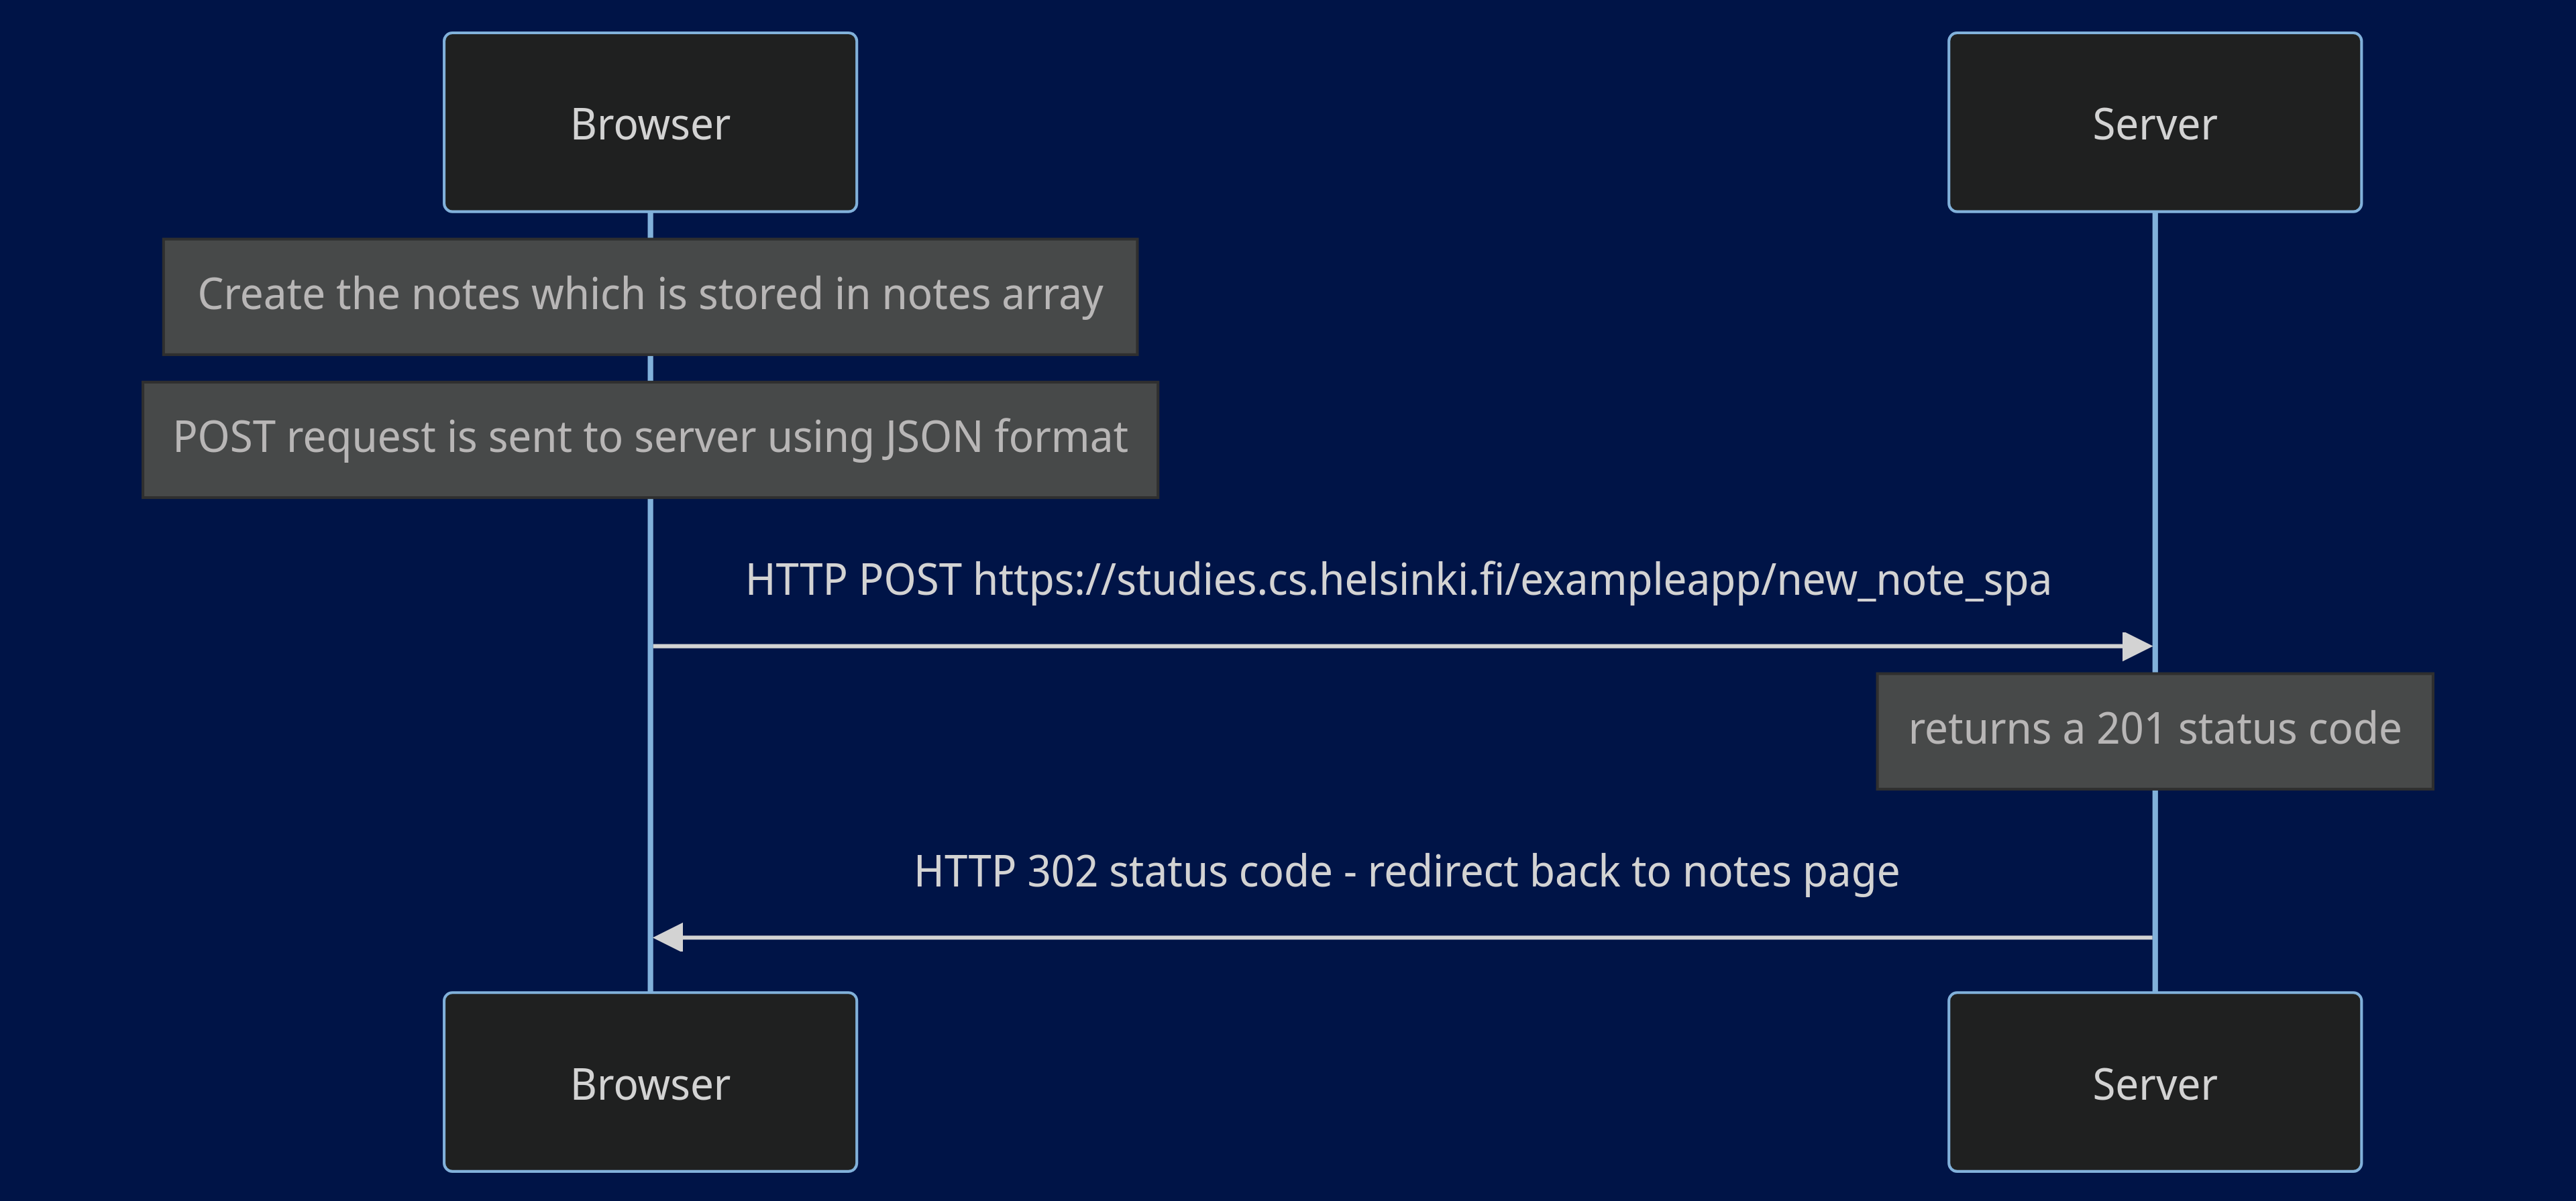 Browser
Server
Create the notes which is stored in notes array
POST request is sent to server using JSON format
HTTP POST https://studies.cs.helsinki.fi/exampleapp/new_note_spa
returns a 201 status code
HTTP 302 status code - redirect back to notes page
Browser
Server